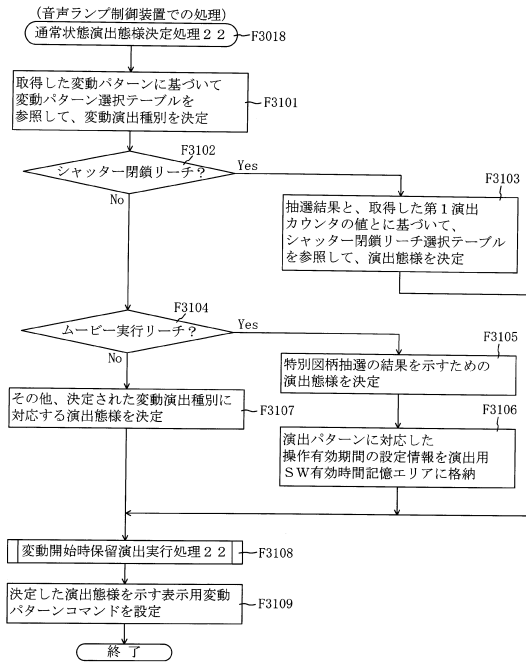 (音声ランプ制御装置での処理)
通常状態演出態様決定処理22
F3018
取得した変動パターンに基づいて
変動パターン選択テーブルを
参照して、変動演出種別を決定
F3101
F3102
シャッター閉鎖リーチ?
Yes
No
F3103
抽選結果と、取得した第1演出
カウンタの値とに基づいて、
シャッター閉鎖リーチ選択テーブル
を参照して、演出態様を決定
F3104
ムービー実行リーチ?
Yes
No
F3105
特別図柄抽選の結果を示すための
演出態様を決定
その他、決定された変動演出種別に
対応する演出態様を決定
F3107
F3106
演出パターンに対応した
操作有効期間の設定情報を演出用
SW有効時間記憶エリアに格納
変動開始時保留演出実行処理22
F3108
決定した演出態様を示す表示用変動
パターンコマンドを設定
F3109
終了